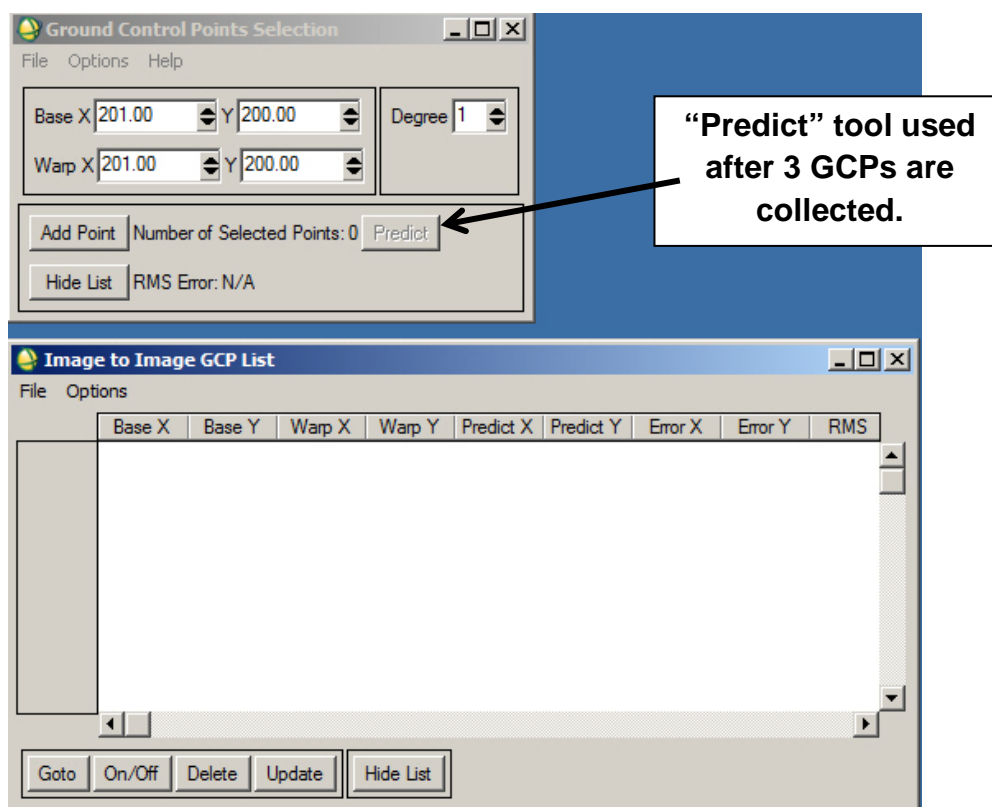 Ground Control Points Selection
File Options Help
Base X 201.00 Y 200.00 Degree 1
Warp X 201.00 Y 200.00
Add Point Number of Selected Points: 0 Predict
Hide List RMS Error: N/A
“Predict” tool used
after 3 GCPs are
collected.
Image to Image GCP List
File Options
Base X Base Y Warp X Warp Y Predict X Predict Y Error X Error Y RMS
Goto On/Off Delete Update Hide List